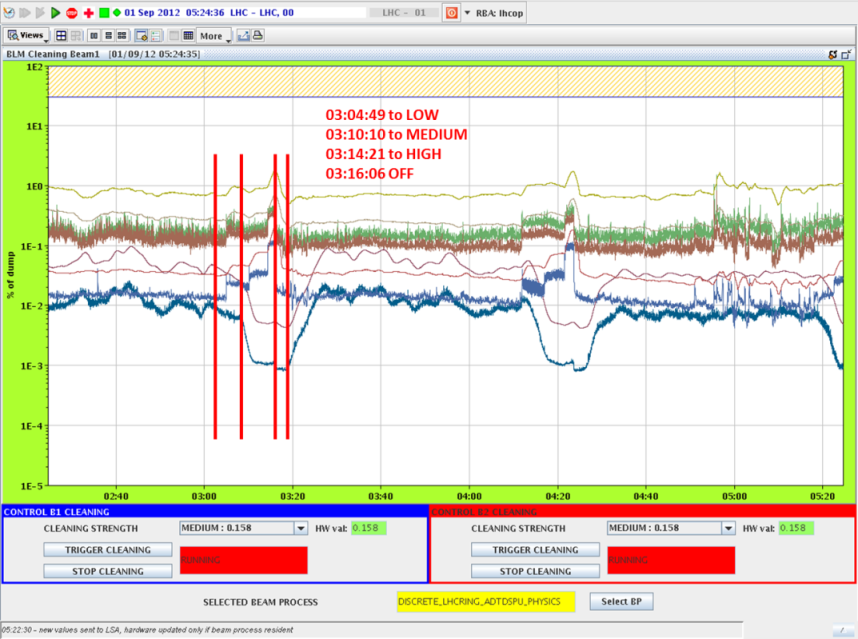 01 Sep 2012 05:24:36 LHC - LHC, 00
LHC - 01
RBA: lhcop
Views
More
BLM Cleaning Beam1 [01/09/12 05:24:35]
1E2
03:04:49 to LOW
1E1
03:10:10 to MEDIUM
03:14:21 to HIGH
03:16:06 OFF
1E0
1E-1
% of dump
1E-2
1E-3
1E-4
1E-5
02:40 03:00 03:20 03:40 04:00 04:20 04:40 05:00 05:20
CONTROL B1 CLEANING
CLEANING STRENGTH MEDIUM : 0.158 HW val: 0.158
TRIGGER CLEANING
RUNNING
STOP CLEANING
CONTROL B2 CLEANING
CLEANING STRENGTH MEDIUM : 0.158 HW val: 0.158
TRIGGER CLEANING
RUNNING
STOP CLEANING
SELECTED BEAM PROCESS DISCRETE_LHCRING_ADTDSPU_PHYSICS Select BP
05:22:30 - new values sent to LSA, hardware updated only if beam process resident